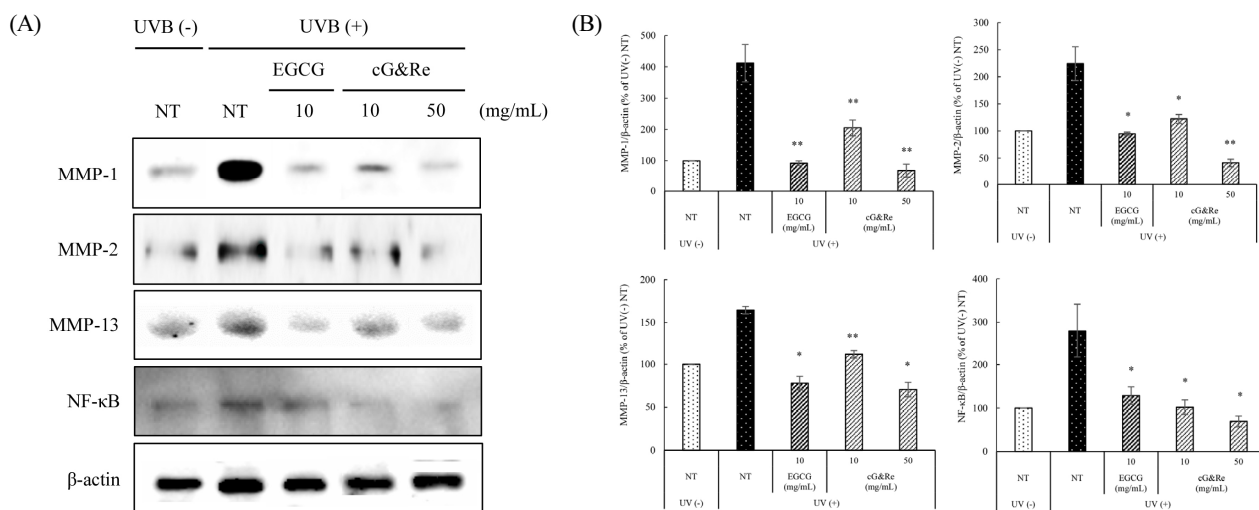 (A)
UVB (-) UVB (+)
EGCG cG&Re
NT NT 10 10 50 (mg/mL)
MMP-1
MMP-2
MMP-13
NF-κB
β-actin
(B)
MMP-1/β-actin (% of UV(-) NT)
500
400
300
200
100
0
**
**
**
10 10 50
NT NT EGCG cG&Re
(mg/mL) (mg/mL)
UV (-) UV (+)
MMP-2/β-actin (% of UV(-) NT)
300
250
200
150
100
50
0
*
*
**
10 10 50
NT NT EGCG cG&Re
(mg/mL) (mg/mL)
UV (-) UV (+)
MMP-13/β-actin (% of UV(-) NT)
200
150
100
50
0
*
**
*
10 10 50
NT NT EGCG cG&Re
(mg/mL) (mg/mL)
UV (-) UV (+)
NF-κB/β-actin (% of UV(-) NT)
400
300
200
100
0
*
*
*
10 10 50
NT NT EGCG cG&Re
(mg/mL) (mg/mL)
UV (-) UV (+)